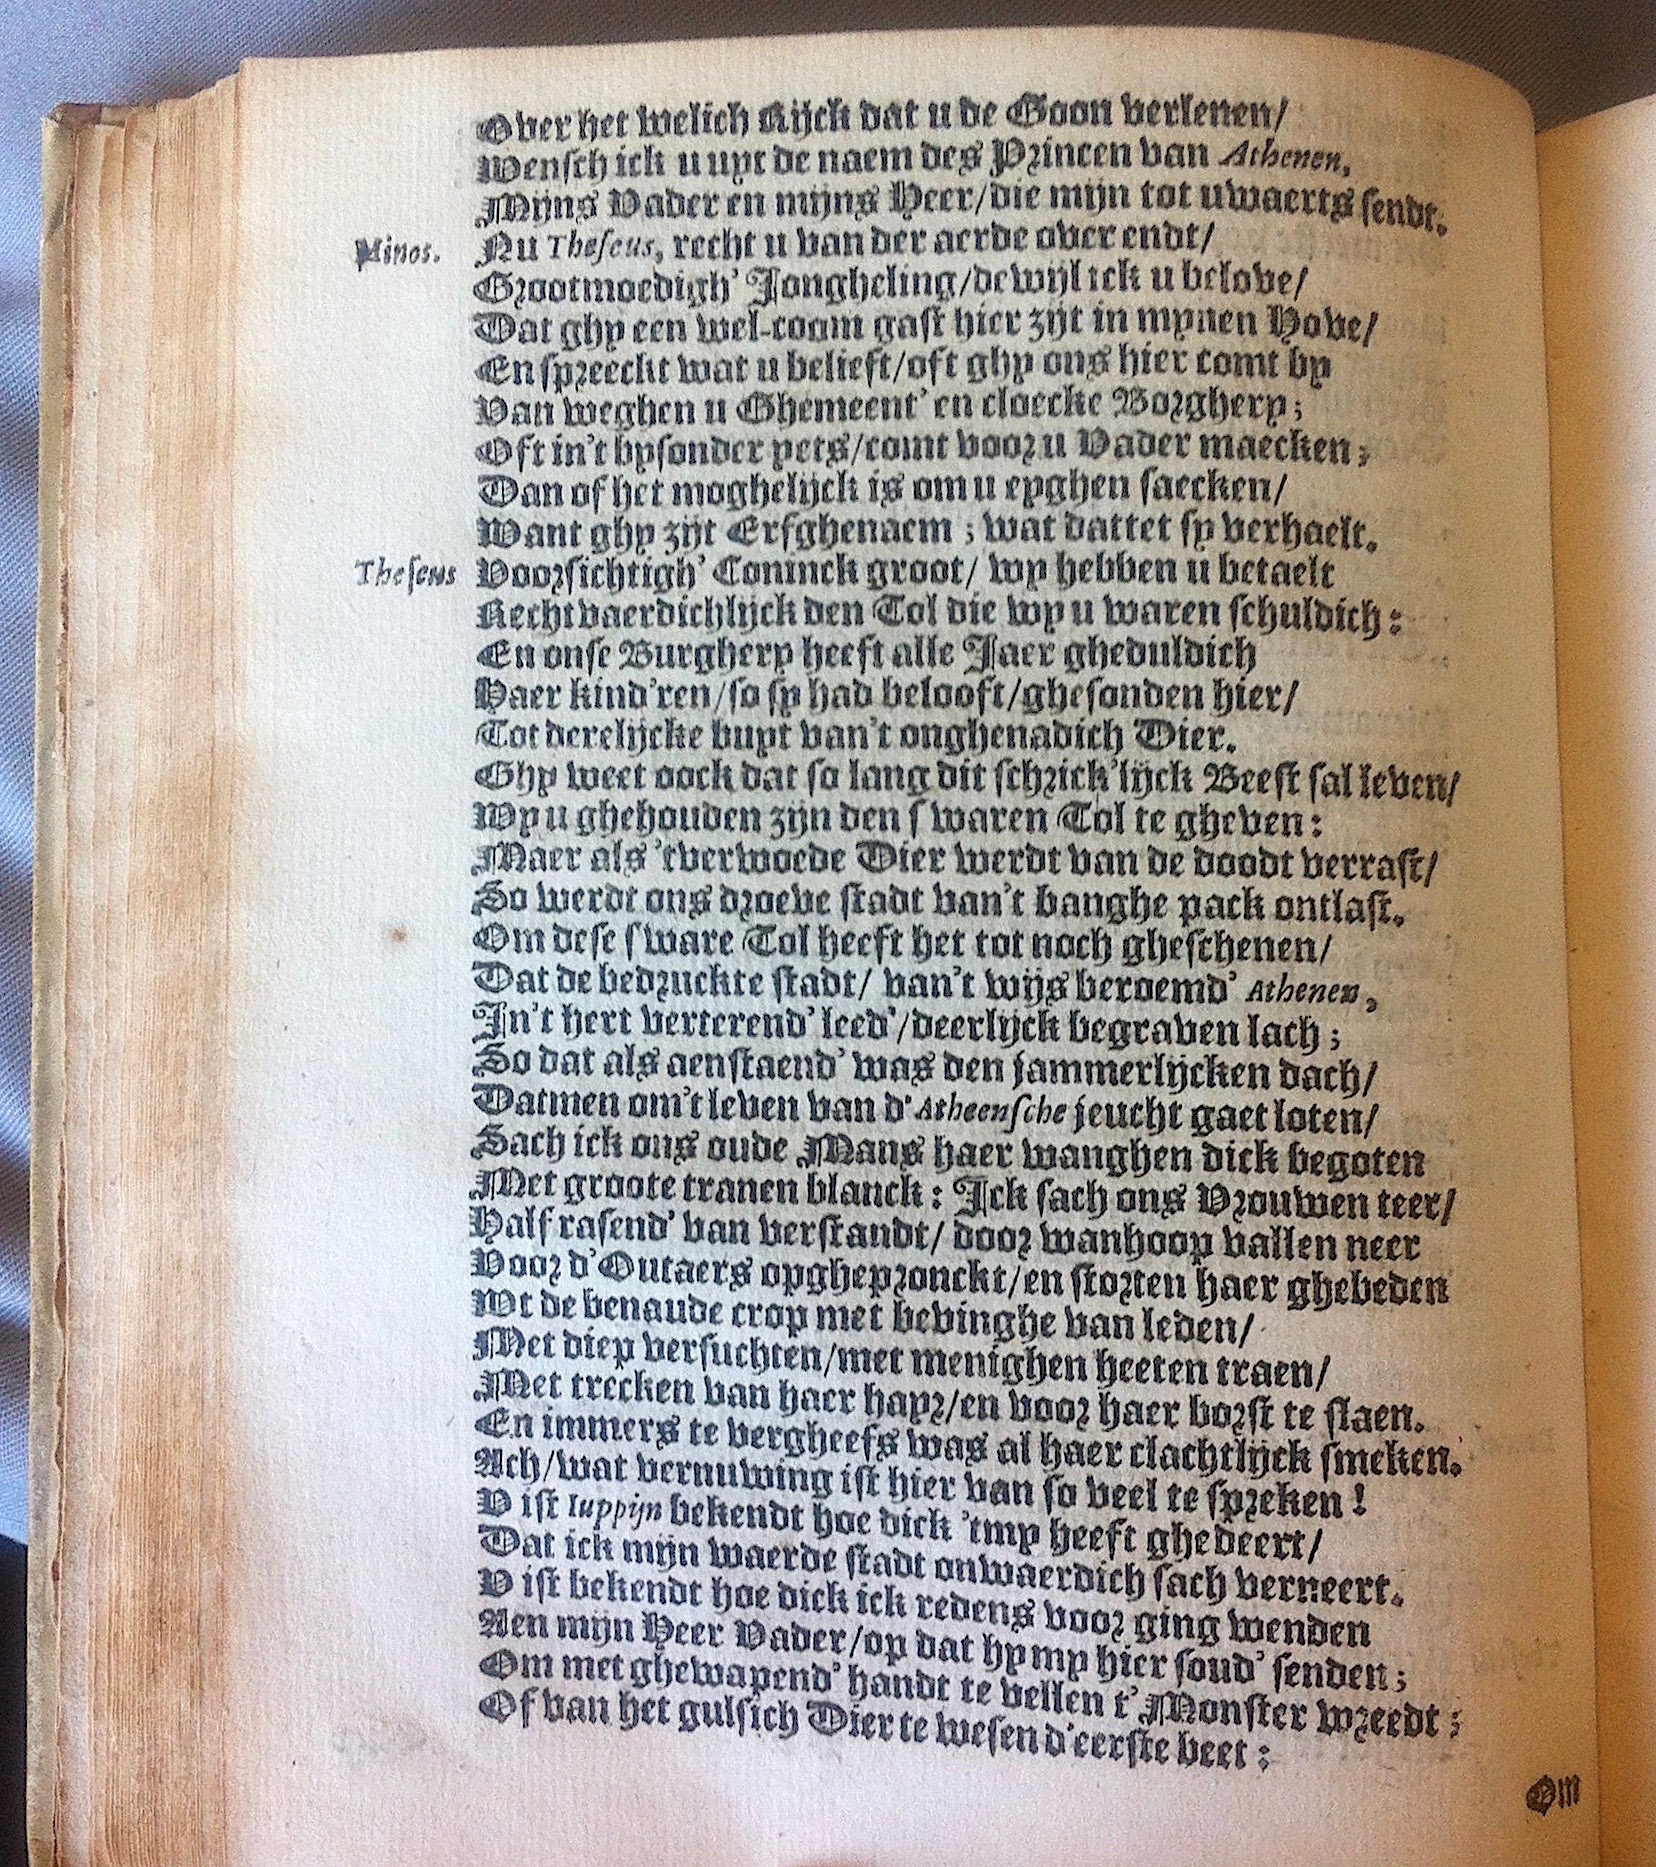 Over het welich Rijck dat u de Goon verlenen/
Wensch ick u uyt de naem des Princen van Athenen,
Mijns Vader en mijns Heer/die mijn tot uwaerts sendt.
Minos. Nu Theseus, recht u van der aerde over endt/
Grootmoedigh' Jongheling/dewijl ick u belove/
Dat ghy een wel-coom gast hier zijt in mynen Hove/
En spreeckt wat u belieft/oft ghy ons hier comt by
Van weghen u Ghemeent' en cloecke Borghery;
Oft in't bysonder yets/comt voor u Vader maecken;
Dan of het moghelijck is om u eyghen saecken/
Want ghy zijt Erfghenaem ; wat dattet sy verhaelt.
Theseus Voorsichtigh' Coninck groot/ wy hebben u betaelt
Rechtvaerdichlijck den Tol die wy u waren schuldich:
En onse Burghery heeft alle Jaer gheduldich
Haer kind'ren/so sy had belooft/ghesonden hier/
Tot derelijcke buyt van't onghenadich Dier.
Ghy weet oock dat so lang dit schrick'lijck Beest sal leven/
Wy u ghehouden zijn den swaren Tol te gheven:
Maer als 'tverwoede Dier werdt van de doodt verrast/
So werdt ons droeve stadt van't banghe pack ontlast.
Om dese sware Tol heeft het tot noch gheschenen/
Dat de bedruckte stadt/ van't wijs beroemd' Athenen,
In't hert verterend' leed'/deerlijck begraven lach;
So dat als aenstaend' was den jammerlijcken dach/
Datmen om't leven van d'Atheensche jeucht gaet loten/
Sach ick ons oude Mans haer wanghen dick begoten
Met groote tranen blanck: Ick sach ons Vrouwen teer/
Half rasend' van verstandt/ door wanhoop vallen neer
Voor d'Outaers opghepronckt/en storten haer ghebeden
Wt de benaude crop met bevinghe van leden/
Met diep versuchten/met menighen heeten traen/
Met trecken van haer hayr/en voor haer borst te slaen.
En immers te vergheefs was al haer clachtlijck smeken.
Ach/wat vernuwing ist hier van so veel te spreken!
V ist Iuppijn bekendt hoe dick 'tmy heeft ghedeert/
Dat ick mijn waerde stadt onwaerdich sach verneert.
V ist bekendt hoe dick ick redens voor ging wenden
Aen mijn Heer Vader/op dat hy my hier soud' senden;
Om met ghewapend' handt te vellen t' Monster wreedt;
Of van het gulsich Dier te wesen d'eerste beet:
Om